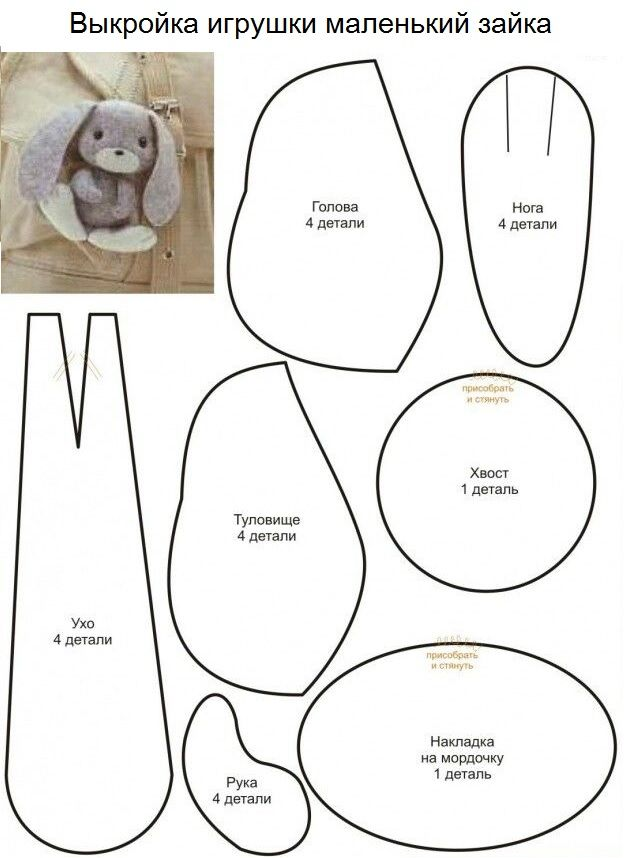 Выкройка игрушки маленький зайка
Голова
4 детали
Нога
4 детали
присобрать
и стянуть
Хвост
1 деталь
Туловище
4 детали
Ухо
4 детали
присобрать
и стянуть
Накладка
на мордочку
1 деталь
Рука
4 детали